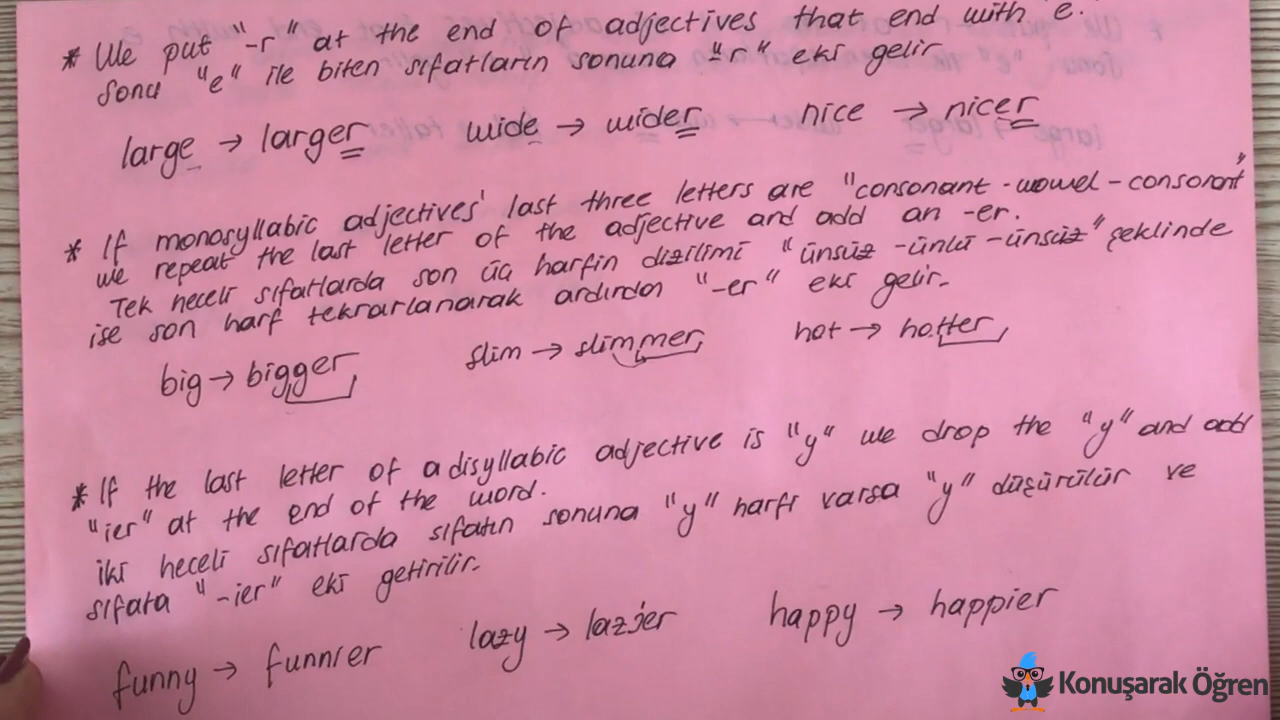 * We put "-r" at the end of adjectives that end with e.
Sonu "e" ile biten sıfatların sonuna "-r" eki gelir.
large → larger wide → wider nice → nicer
* If monosyllabic adjectives' last three letters are "consonant-wowel-consonant"
we repeat the last letter of the adjective and add an -er.
Tek heceli sıfatlarda son üç harfin dizilimi "ünsüz-ünlü-ünsüz" şeklinde
ise son harf tekrarlanarak ardından "-er" eki gelir.
big → bigger slim → slimmer hot → hotter
* If the last letter of a disyllabic adjective is "y" we drop the "y" and add
"ier" at the end of the word.
İki heceli sıfatlarda sıfatın sonuna "y" harfi varsa "y" düşürülür ve
sıfata "-ier" eki getirilir.
funny → funnier lazy → lazier happy → happier
Konuşarak Öğren